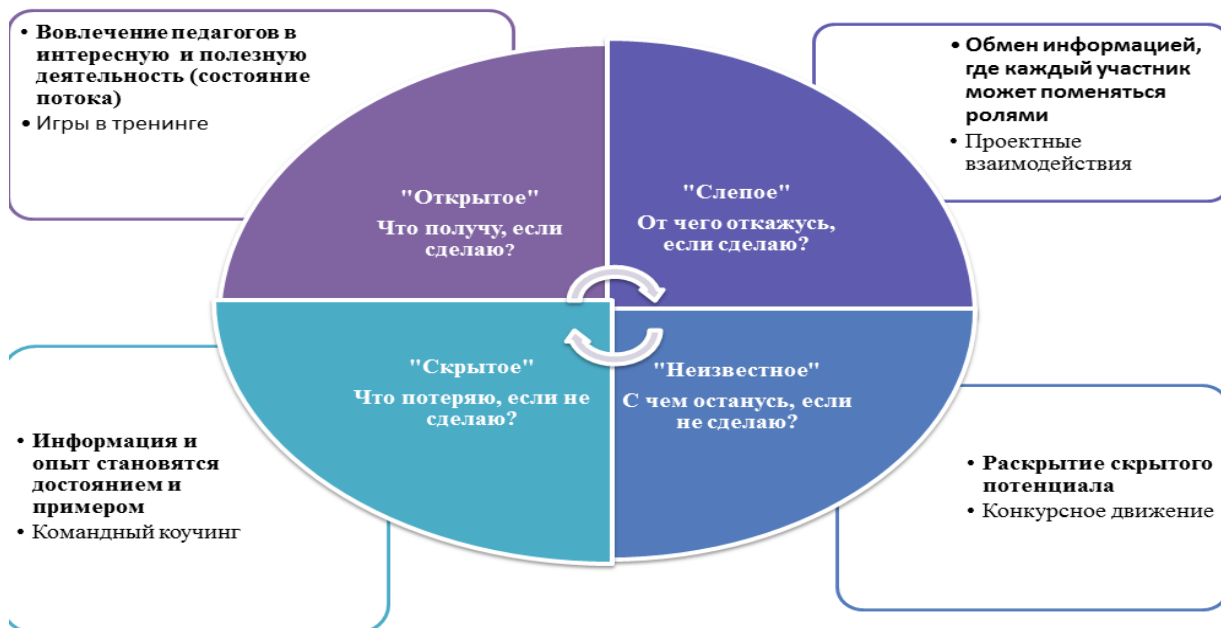 • Вовлечение педагогов в
интересную и полезную
деятельность (состояние
потока)
• Игры в тренинге
• Обмен информацией,
где каждый участник
может поменяться
ролями
• Проектные
взаимодействия
"Открытое"
Что получу, если
сделаю?
"Слепое"
От чего откажусь,
если сделаю?
"Скрытое"
Что потеряю, если не
сделаю?
"Неизвестное"
С чем останусь, если
не сделаю?
• Информация и
опыт становятся
достоянием и
примером
• Командный коучинг
• Раскрытие скрытого
потенциала
• Конкурсное движение